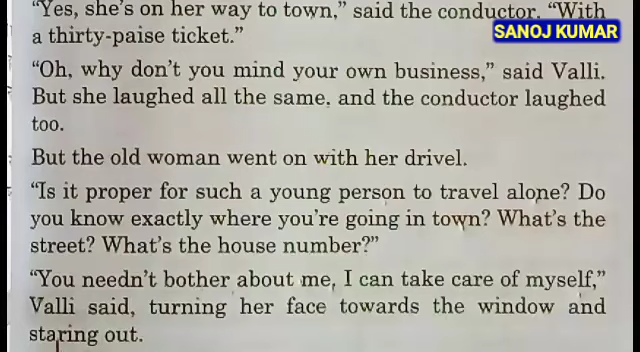 "Yes, she's on her way to town," said the conductor. "With
a thirty-paise ticket."
SANOJ KUMAR
"Oh, why don't you mind your own business," said Valli.
But she laughed all the same, and the conductor laughed
too.
But the old woman went on with her drivel.
"Is it proper for such a young person to travel alone? Do
you know exactly where you're going in town? What's the
street? What's the house number?"
"You needn't bother about me, I can take care of myself,"
Valli said, turning her face towards the window and
staring out.